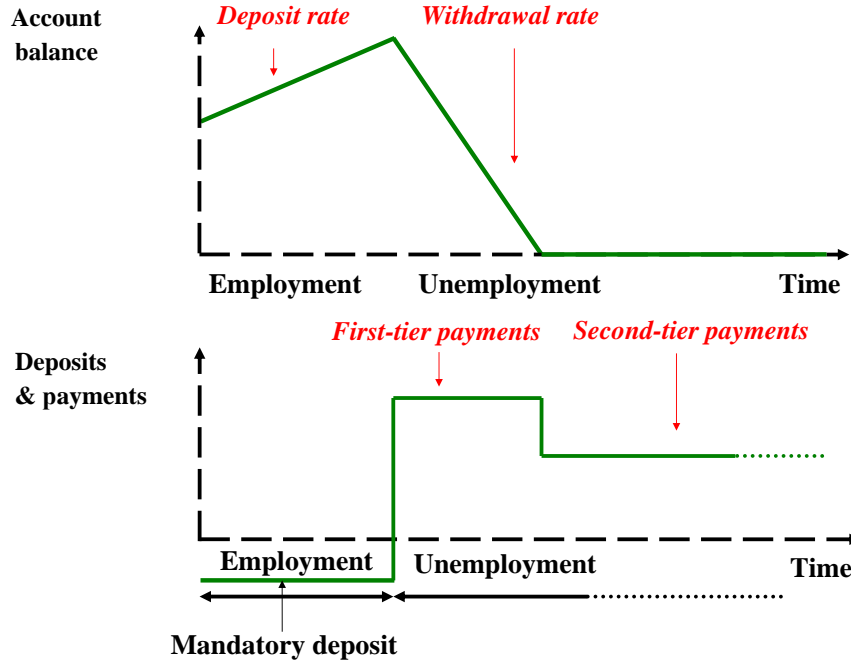 Account
balance
Deposit rate
Withdrawal rate
Employment
Unemployment
Time
First-tier payments
Second-tier payments
Deposits
& payments
Employment
Unemployment
Time
Mandatory deposit